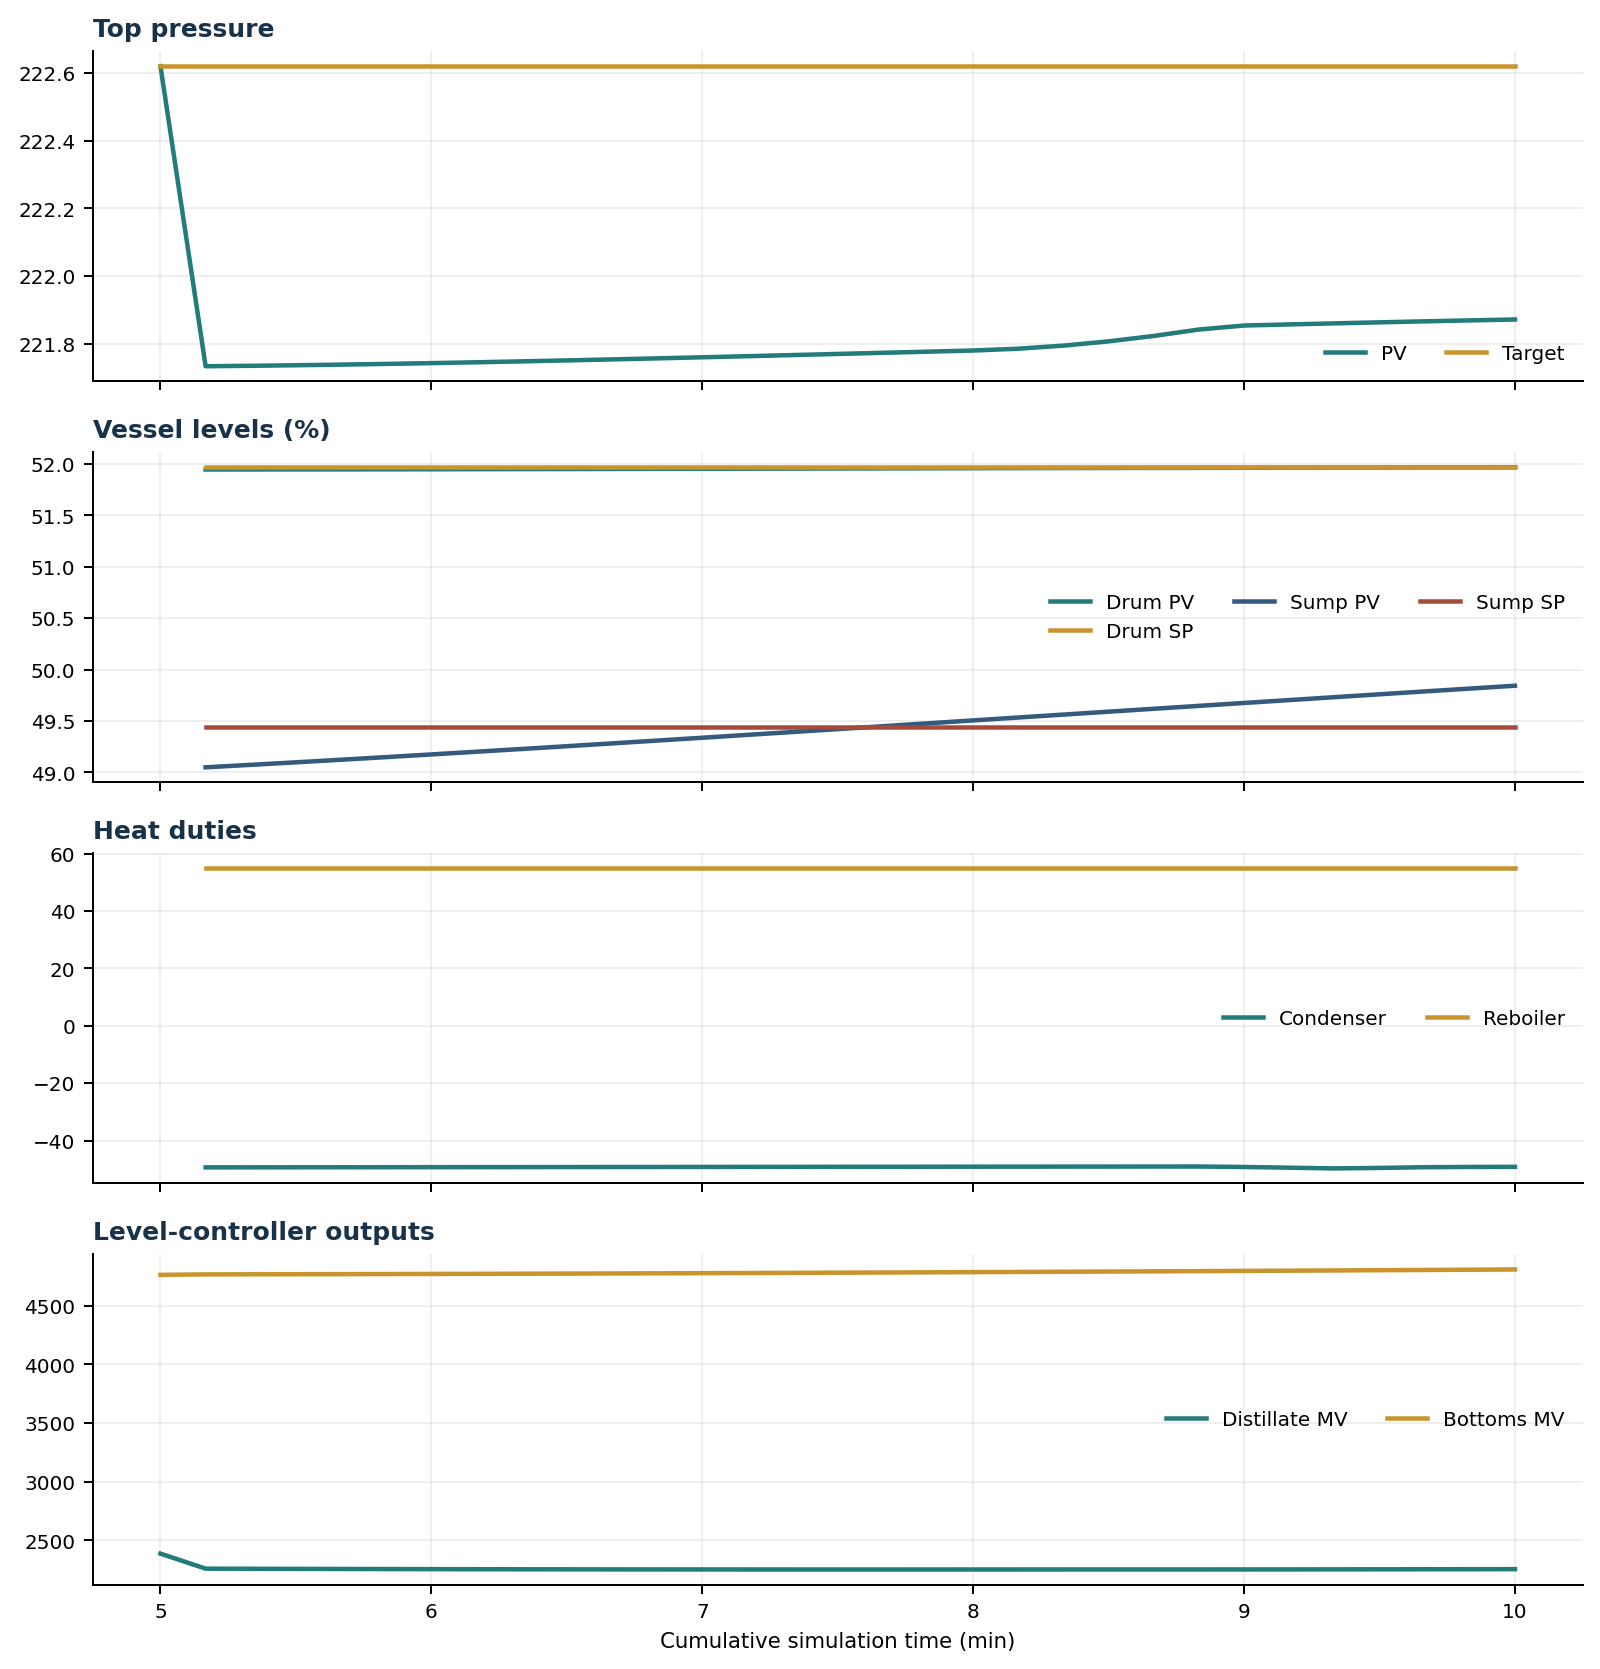 Top pressure
222.6
222.4
222.2
222.0
221.8
PV Target
Vessel levels (%)
52.0
51.5
51.0
50.5
50.0
49.5
49.0
Drum PV Sump PV Sump SP
Drum SP
Heat duties
60
40
20
0
−20
−40
Condenser Reboiler
Level-controller outputs
4500
4000
3500
3000
2500
Distillate MV Bottoms MV
5 6 7 8 9 10
Cumulative simulation time (min)